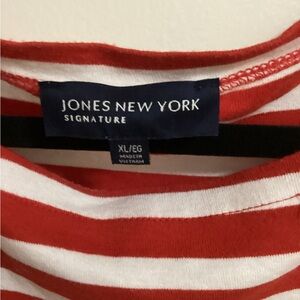 JONES NEW YORK
SIGNATURE
XL/EG
MADE IN
VIETNAM